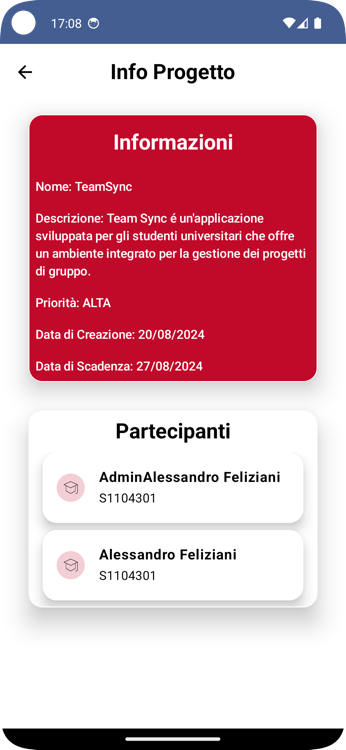 17:08
Info Progetto
Informazioni
Nome: TeamSync
Descrizione: Team Sync é un'applicazione
sviluppata per gli studenti universitari che offre
un ambiente integrato per la gestione dei progetti
di gruppo.
Priorità: ALTA
Data di Creazione: 20/08/2024
Data di Scadenza: 27/08/2024
Partecipanti
AdminAlessandro Feliziani
S1104301
Alessandro Feliziani
S1104301